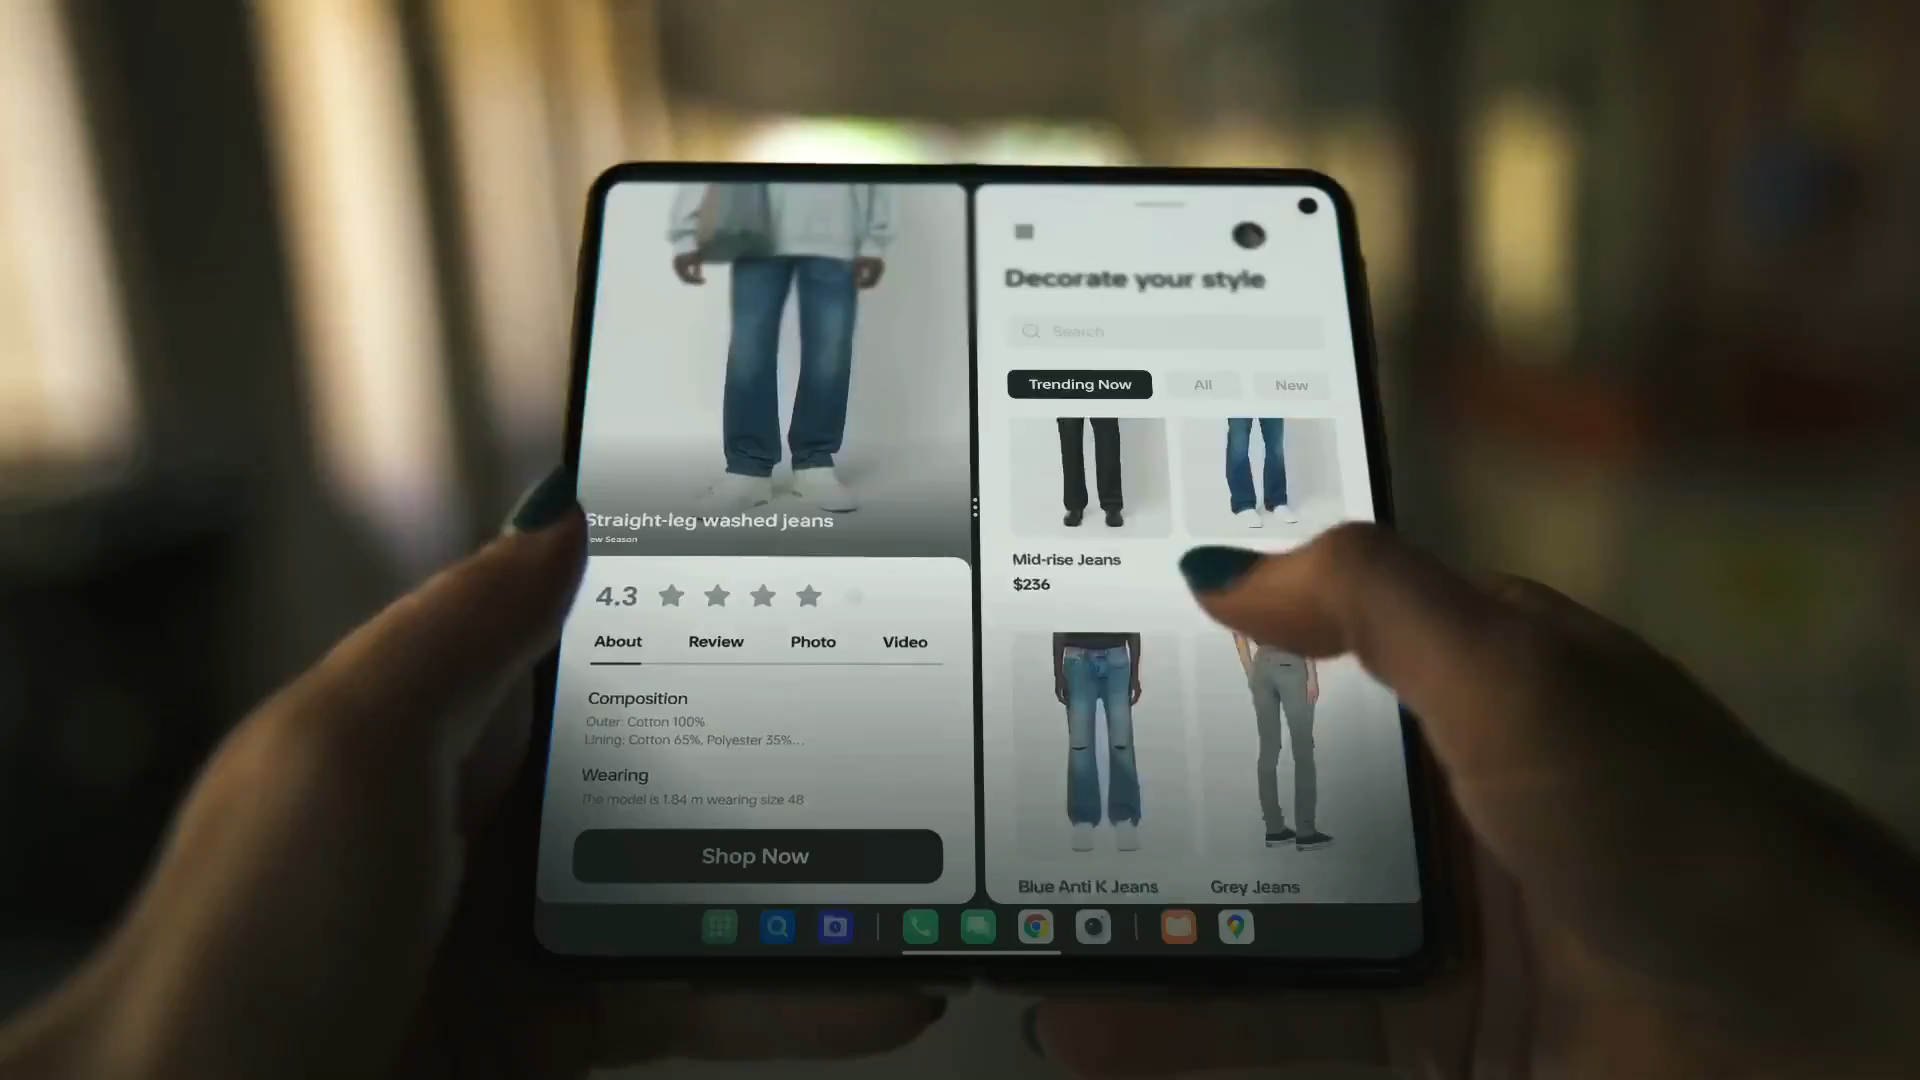 Straight-leg washed jeans
ew Season
4.3
About Review Photo Video
Composition
Outer: Cotton 100%
Lining: Cotton 65%, Polyester 35%...
Wearing
The model is 1.84 m wearing size 48
Shop Now
Decorate your style
Search
Trending Now All New
Mid-rise Jeans
$236
Blue Anti K Jeans Grey Jeans